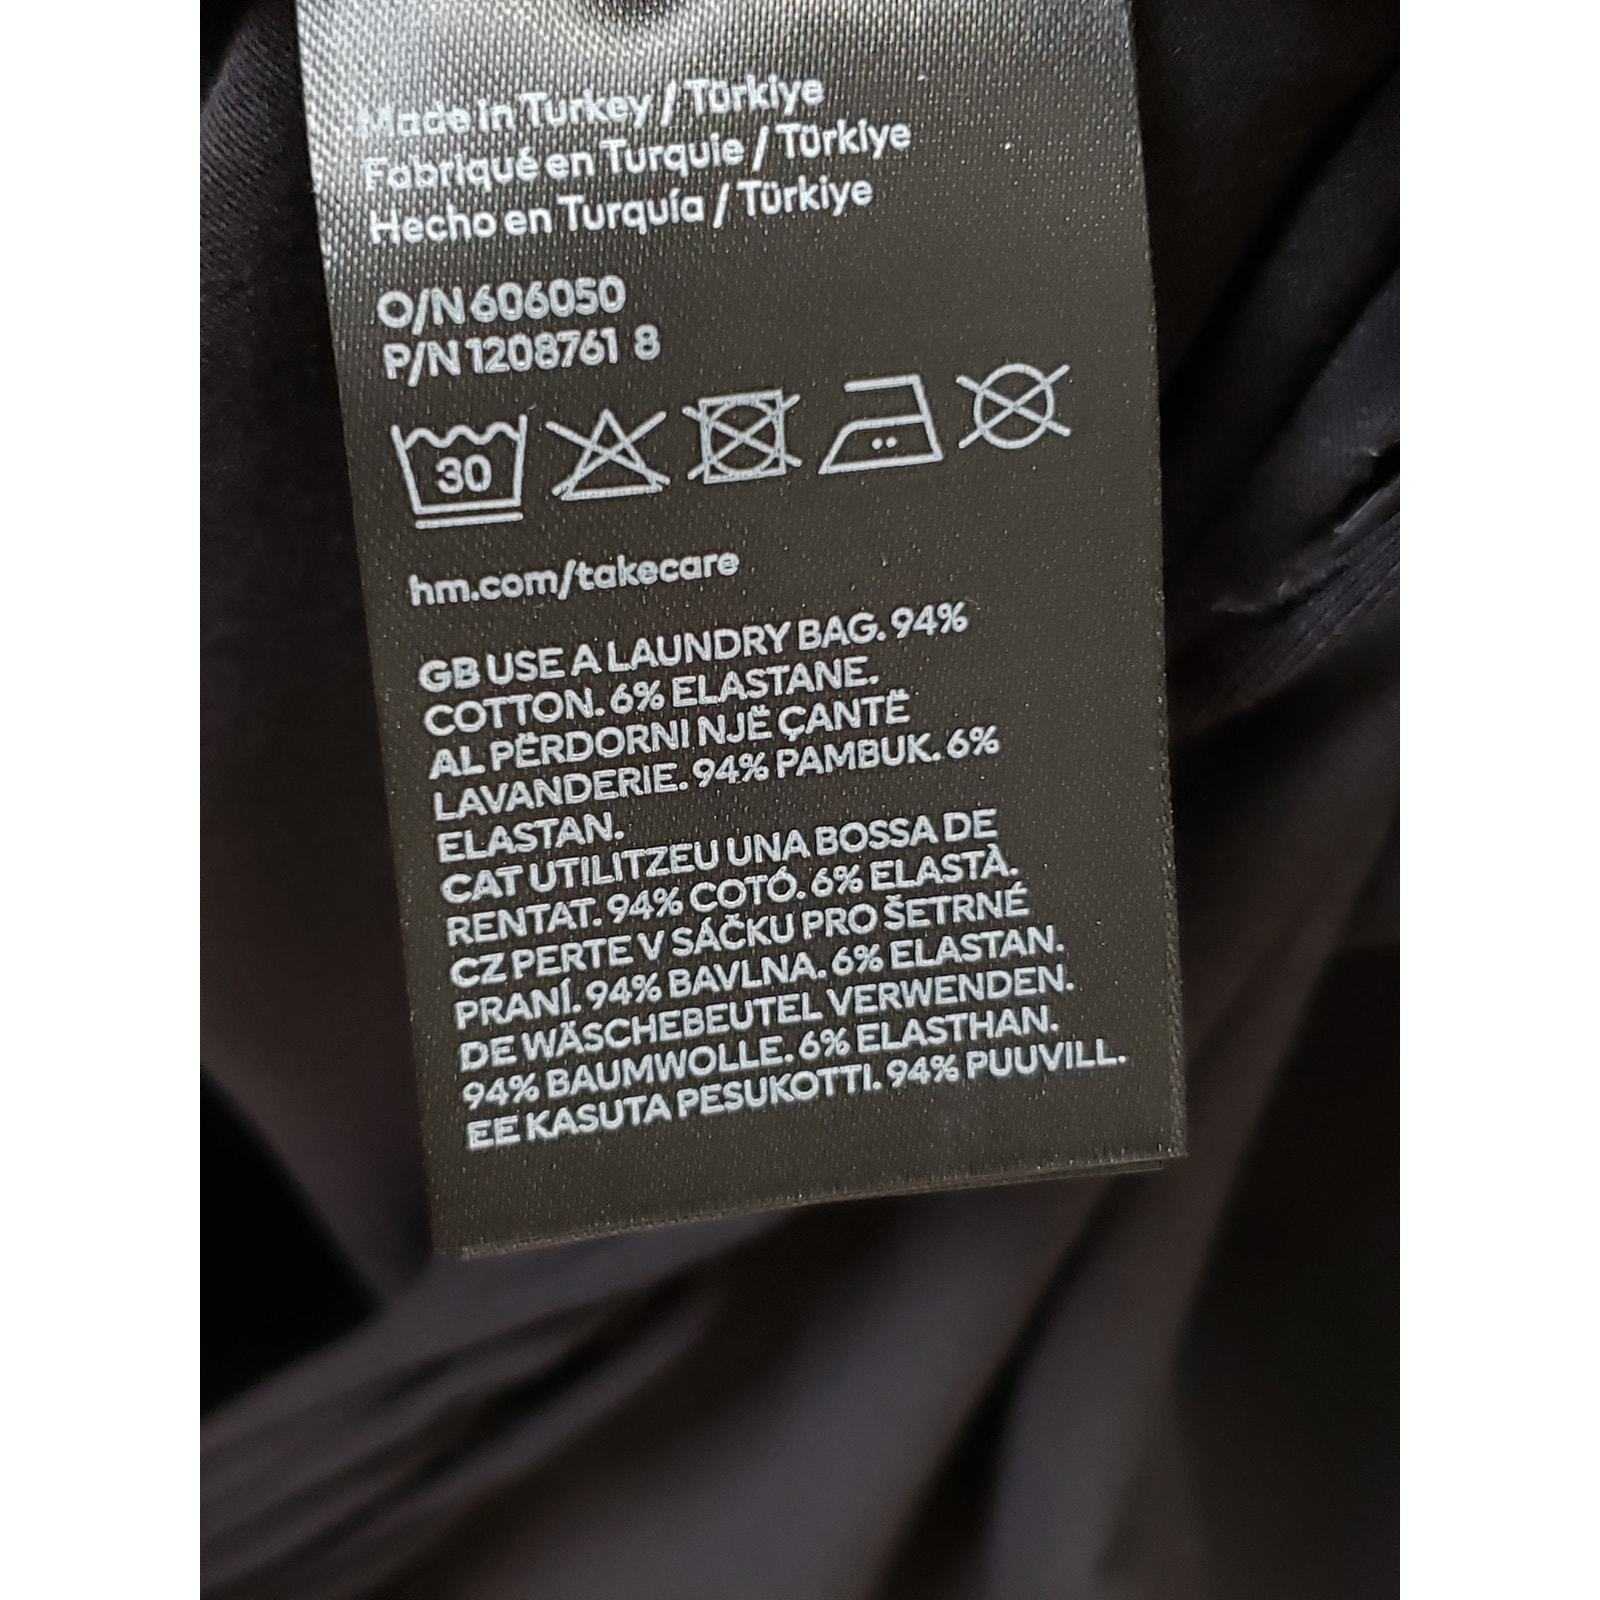 Made in Turkey / Türkiye
Fabriqué en Turquie / Türkiye
Hecho en Turquía / Türkiye
O/N 606050
P/N 1208761 8
30
hm.com/takecare
GB USE A LAUNDRY BAG. 94%
COTTON. 6% ELASTANE.
AL PËRDORNI NJË ÇANTË
LAVANDERIE. 94% PAMBUK. 6%
ELASTAN.
CAT UTILITZEU UNA BOSSA DE
RENTAT. 94% COTÓ. 6% ELASTÀ.
CZ PERTE V SÁČKU PRO ŠETRNÉ
PRANÍ. 94% BAVLNA. 6% ELASTAN.
DE WÄSCHEBEUTEL VERWENDEN.
94% BAUMWOLLE. 6% ELASTHAN.
EE KASUTA PESUKOTTI. 94% PUUVILL.